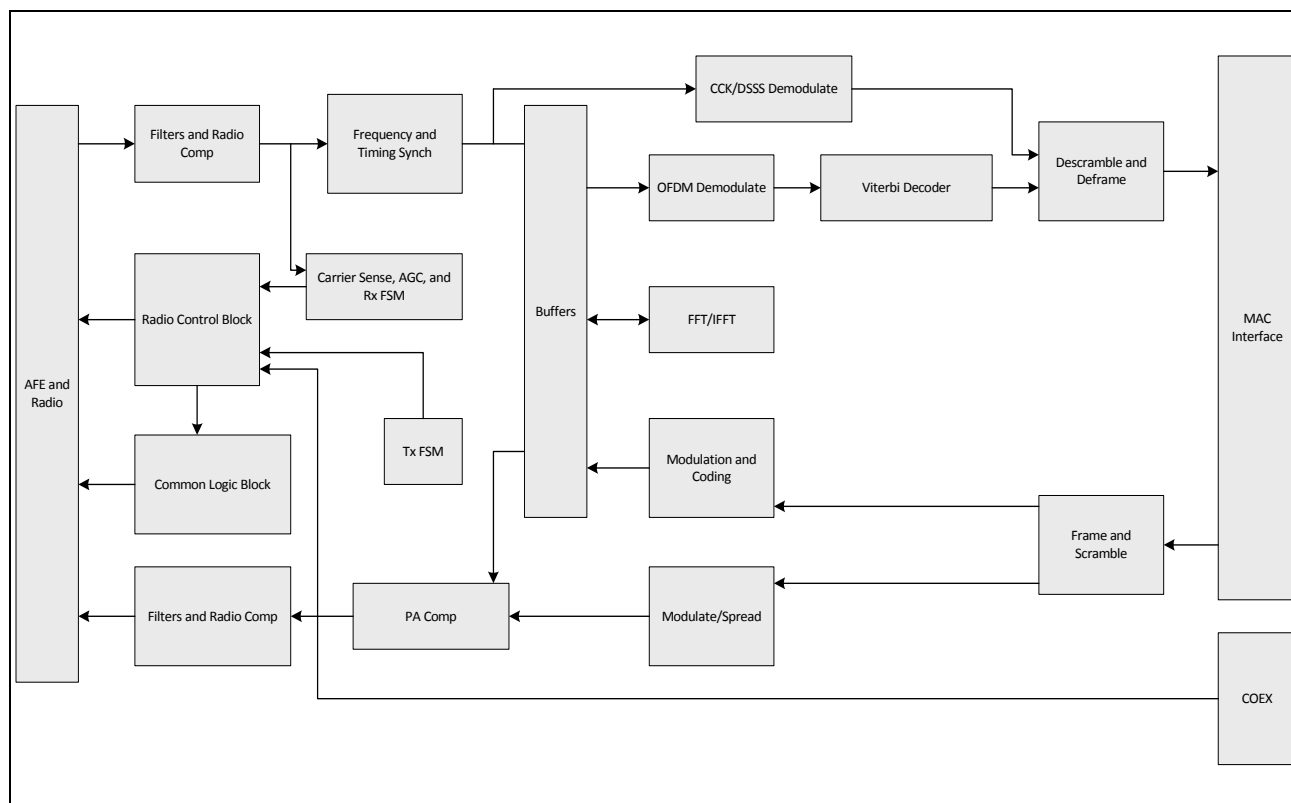 CCK/DSSS Demodulate
Filters and Radio
Comp
Frequency and
Timing Synch
Descramble and
Deframe
OFDM Demodulate
Viterbi Decoder
Carrier Sense, AGC, and
Rx FSM
Radio Control Block
Buffers
FFT/IFFT
MAC
Interface
AFE and
Radio
Tx FSM
Modulation and
Coding
Common Logic Block
Frame and
Scramble
Filters and Radio Comp
PA Comp
Modulate/Spread
COEX